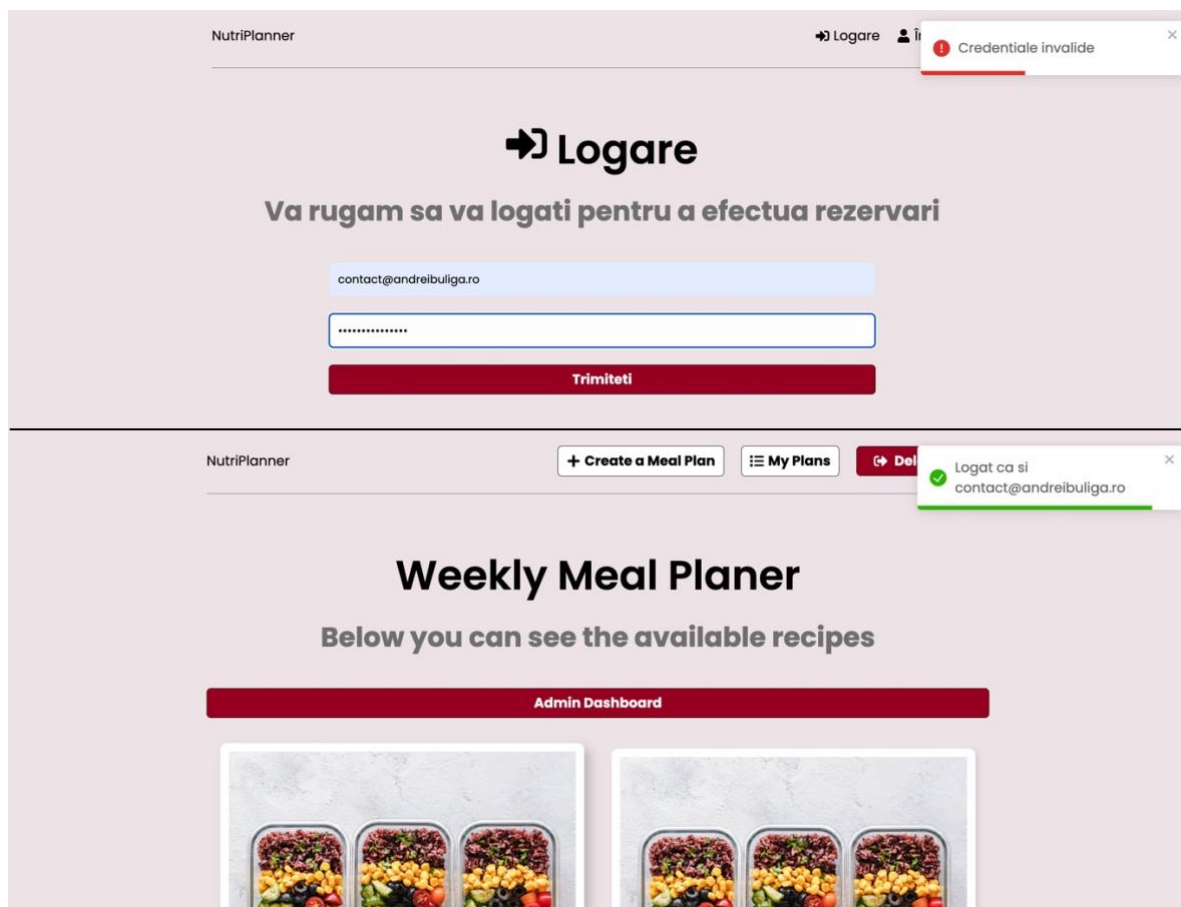 NutriPlanner
Logare
Credentiale invalide
Logare
Va rugam sa va logati pentru a efectua rezervari
contact@andreibuliga.ro
•••••••••••••••
Trimiteti
NutriPlanner
Create a Meal Plan
My Plans
Logat ca si
contact@andreibuliga.ro
Weekly Meal Planer
Below you can see the available recipes
Admin Dashboard